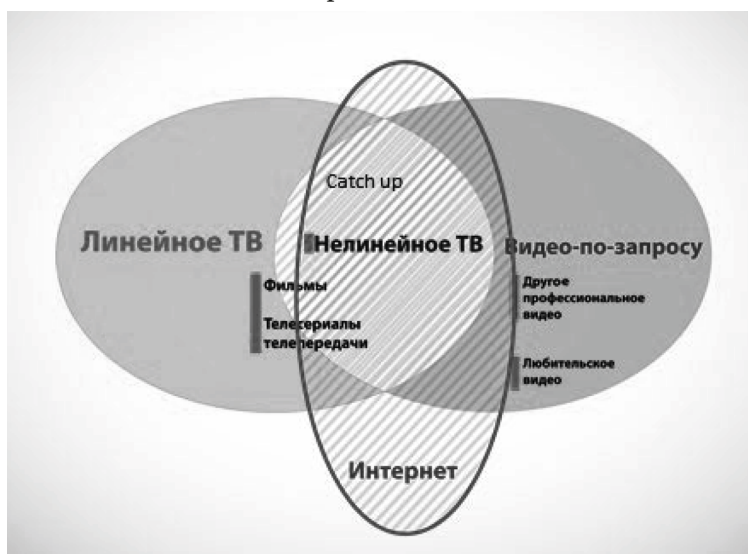 Catch up
Линейное ТВ
Нелинейное ТВ
Видео-по-запросу
Фильмы
Телесериалы
телепередачи
Другое
профессиональное
видео
Любительское
видео
Интернет